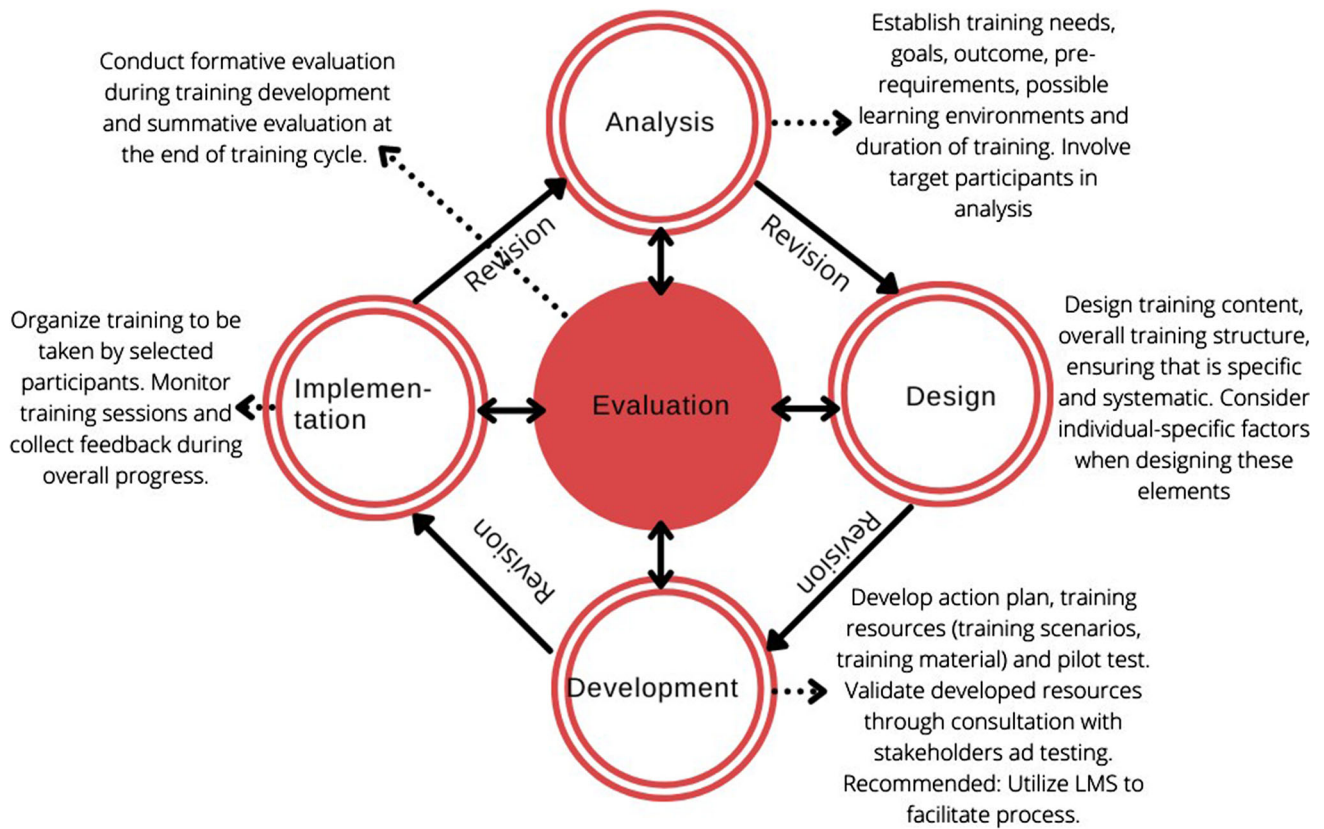 Conduct formative evaluation
during training development
and summative evaluation at
the end of training cycle.
Analysis
Establish training needs,
goals, outcome, pre-
requirements, possible
learning environments and
duration of training. Involve
target participants in
analysis
Revision
Revision
Organize training to be
taken by selected
participants. Monitor
training sessions and
collect feedback during
overall progress.
Implemen-
tation
Evaluation
Design
Design training content,
overall training structure,
ensuring that is specific
and systematic. Consider
individual-specific factors
when designing these
elements
Revision
Revision
Development
Develop action plan, training
resources (training scenarios,
training material) and pilot test.
Validate developed resources
through consultation with
stakeholders ad testing.
Recommended: Utilize LMS to
facilitate process.